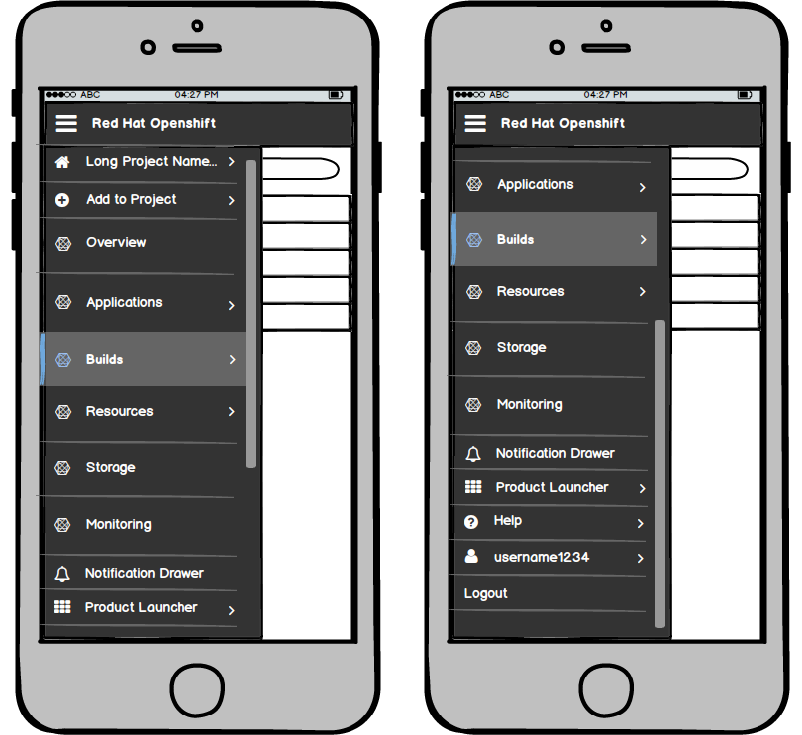 ABC 04:27 PM
Red Hat Openshift
Long Project Name...
Add to Project
Overview
Applications
Builds
Resources
Storage
Monitoring
Notification Drawer
Product Launcher
ABC 04:27 PM
Red Hat Openshift
Applications
Builds
Resources
Storage
Monitoring
Notification Drawer
Product Launcher
Help
username1234
Logout